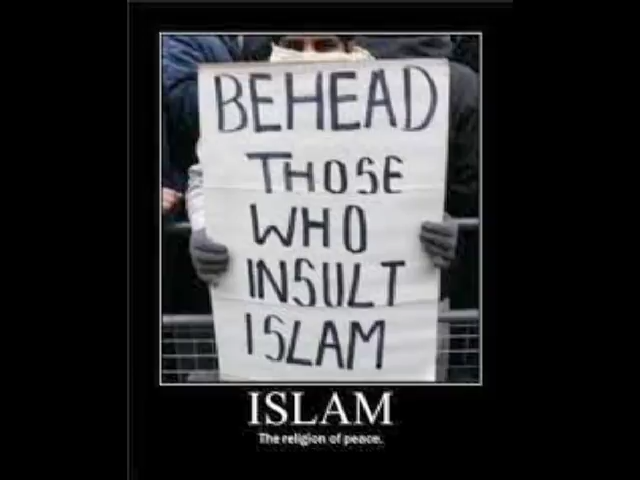 BEHEAD
THOSE
WHO
INSULT
ISLAM
ISLAM
The religion of peace.